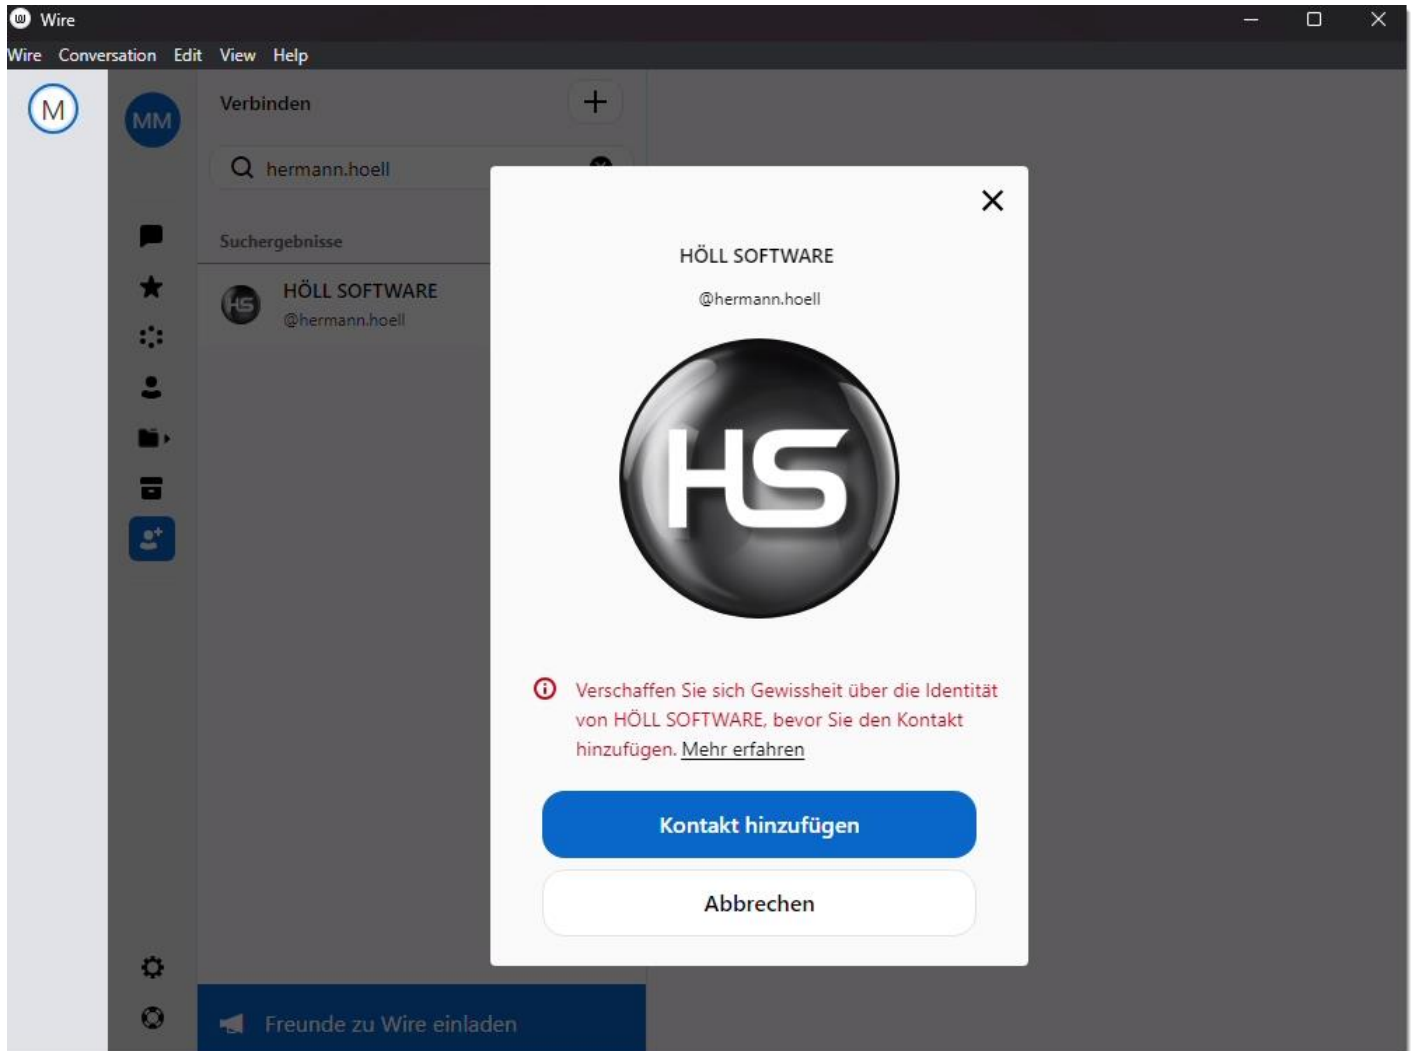 Wire
Wire Conversation Edit View Help
M
MM
Verbinden
hermann.hoell
Suchergebnisse
HS
HÖLL SOFTWARE
@hermann.hoell
Freunde zu Wire einladen
HÖLL SOFTWARE
@hermann.hoell
HS
Verschaffen Sie sich Gewissheit über die Identität
von HÖLL SOFTWARE, bevor Sie den Kontakt
hinzufügen. Mehr erfahren
Kontakt hinzufügen
Abbrechen